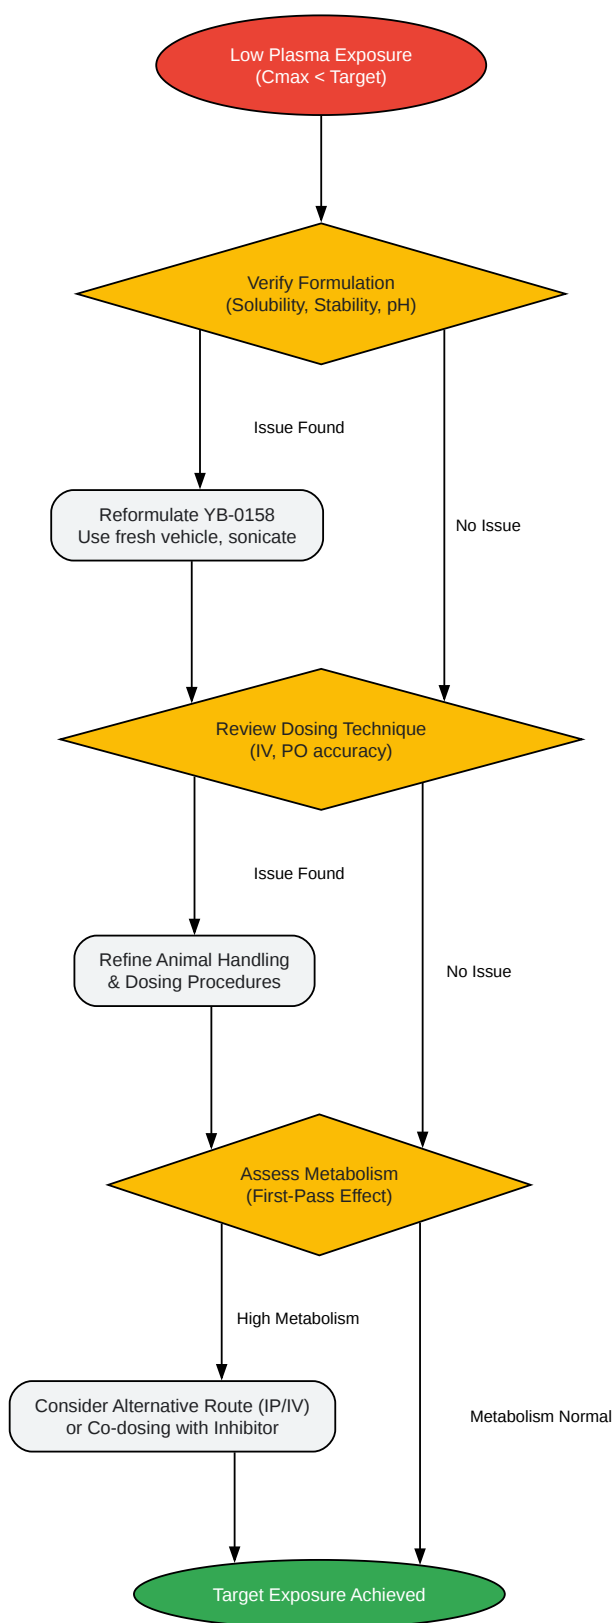 Low Plasma Exposure
(Cmax < Target)
Verify Formulation
(Solubility, Stability, pH)
Issue Found
Reformulate YB-0158
Use fresh vehicle, sonicate
No Issue
Review Dosing Technique
(IV, PO accuracy)
Issue Found
Refine Animal Handling
& Dosing Procedures
No Issue
Assess Metabolism
(First-Pass Effect)
High Metabolism
Consider Alternative Route (IP/IV)
or Co-dosing with Inhibitor
Metabolism Normal
Target Exposure Achieved